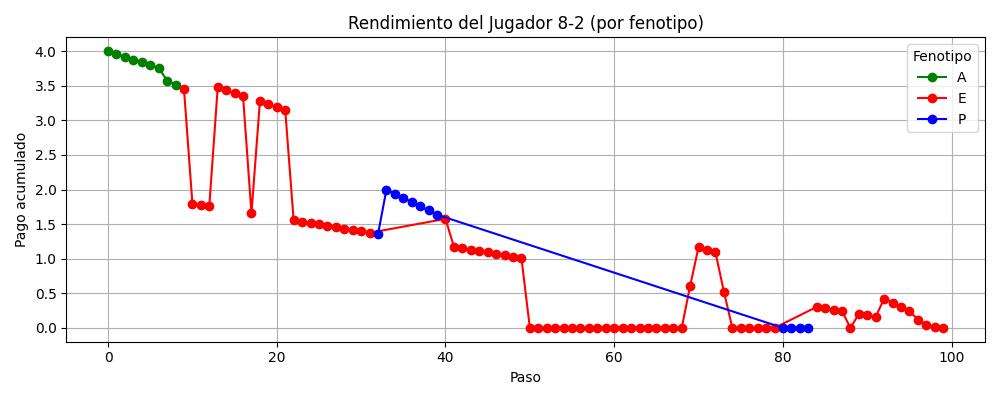 Rendimiento del Jugador 8-2 (por fenotipo)
Pago acumulado
4.0
3.5
3.0
2.5
2.0
1.5
1.0
0.5
0.0
Fenotipo
A
E
P
0 20 40 60 80 100
Paso